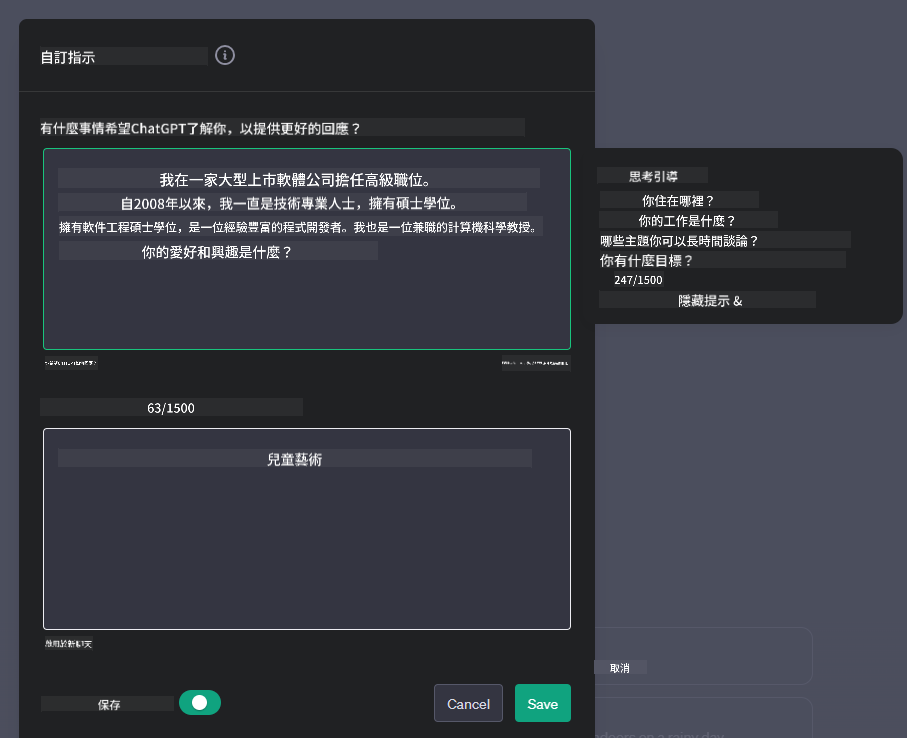 自訂指示
有什麼事情希望ChatGPT了解你，以提供更好的回應？
我在一家大型上市軟體公司擔任高級職位。
自2008年以來，我一直是技術專業人士，擁有碩士學位。
擁有軟件工程碩士學位，是一位經驗豐富的程式開發者。我也是一位兼職的計算機科學教授。
你的愛好和興趣是什麼？
思考引導
你住在哪裡？
你的工作是什麼？
哪些主題你可以長時間談論？
你有什麼目標？
247/1500
隱藏提示 &
63/1500
兒童藝術
啟用於新聊天
取消
保存
Cancel
Save
indoors on a rainy day